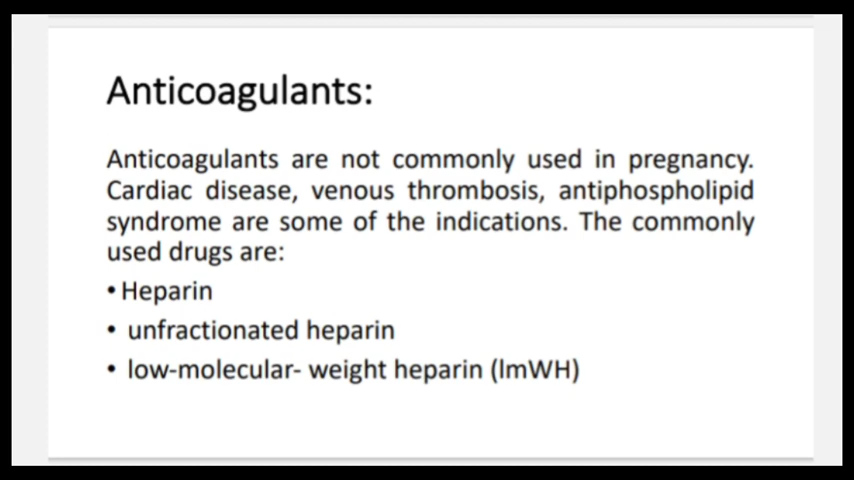 Anticoagulants:
Anticoagulants are not commonly used in pregnancy.
Cardiac disease, venous thrombosis, antiphospholipid
syndrome are some of the indications. The commonly
used drugs are:
•Heparin
• unfractionated heparin
• low-molecular- weight heparin (lmWH)